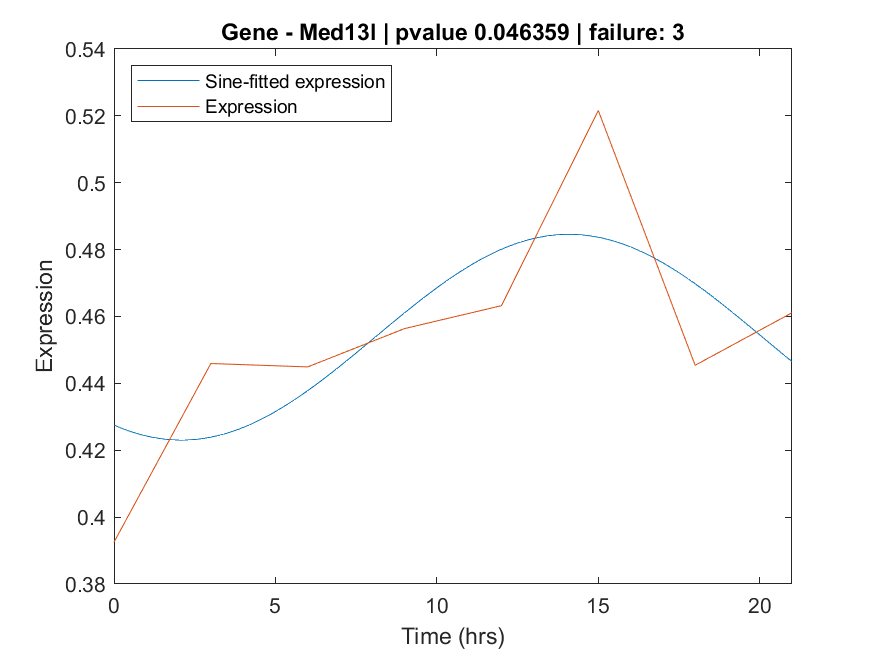 Gene - Med13l | pvalue 0.046359 | failure: 3
0.54
0.52
0.5
0.48
0.46
0.44
0.42
0.4
0.38
Sine-fitted expression
Expression
Expression
0
5
10
15
20
Time (hrs)